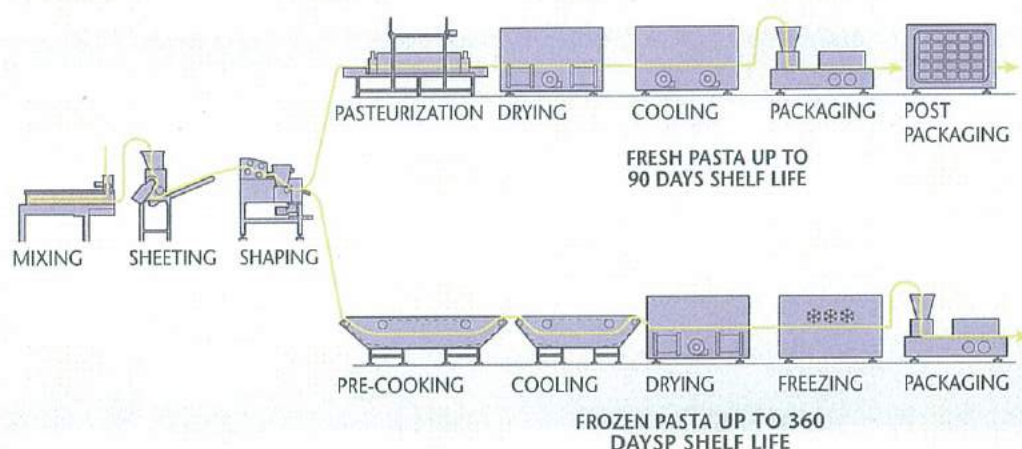 PASTEURIZATION DRYING COOLING PACKAGING POST
PACKAGING
FRESH PASTA UP TO
90 DAYS SHELF LIFE
MIXING SHEETING SHAPING
PRE-COOKING COOLING DRYING FREEZING PACKAGING
FROZEN PASTA UP TO 360
DAYSP SHELF LIFE